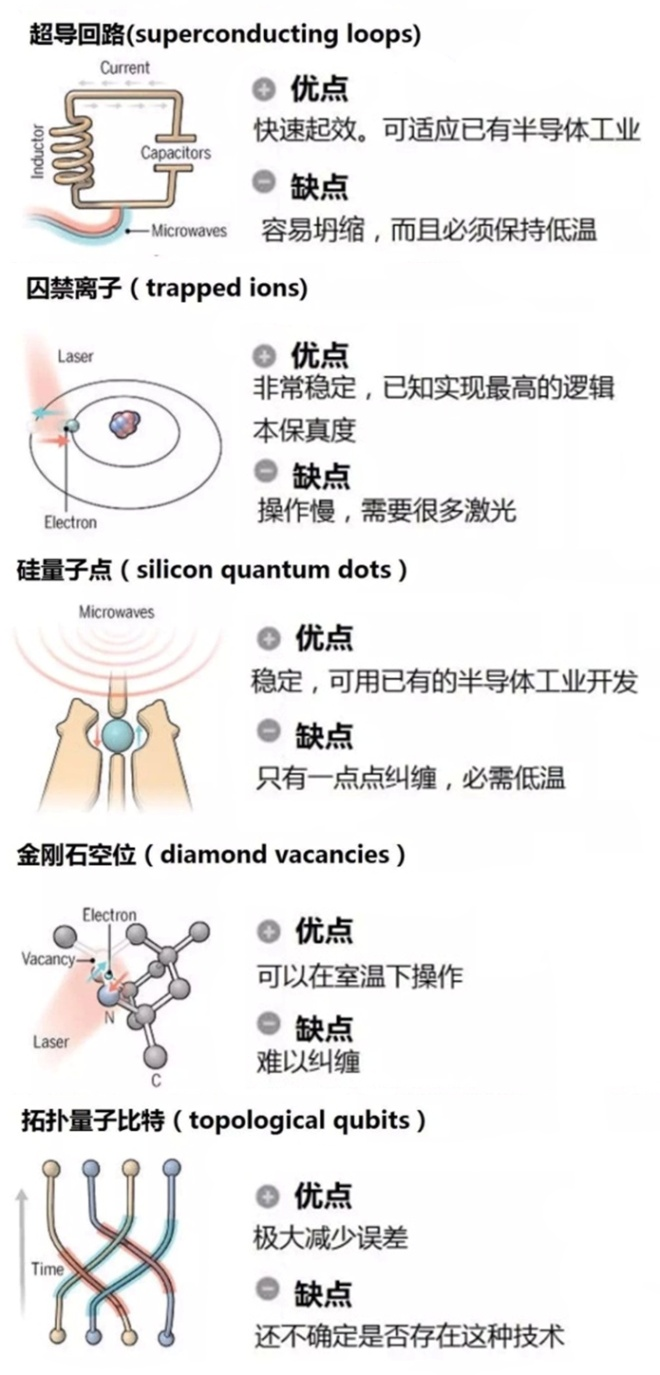 超导回路(superconducting loops)
Current
Inductor
Capacitors
Microwaves
优点
快速起效。可适应已有半导体工业
缺点
容易坍缩，而且必须保持低温
囚禁离子（trapped ions)
Laser
Electron
优点
非常稳定，已知实现最高的逻辑
本保真度
缺点
操作慢，需要很多激光
硅量子点（silicon quantum dots）
Microwaves
优点
稳定，可用已有的半导体工业开发
缺点
只有一点点纠缠，必需低温
金刚石空位（diamond vacancies）
Electron
Vacancy
N
Laser
C
优点
可以在室温下操作
缺点
难以纠缠
拓扑量子比特（topological qubits）
Time
优点
极大减少误差
缺点
还不确定是否存在这种技术